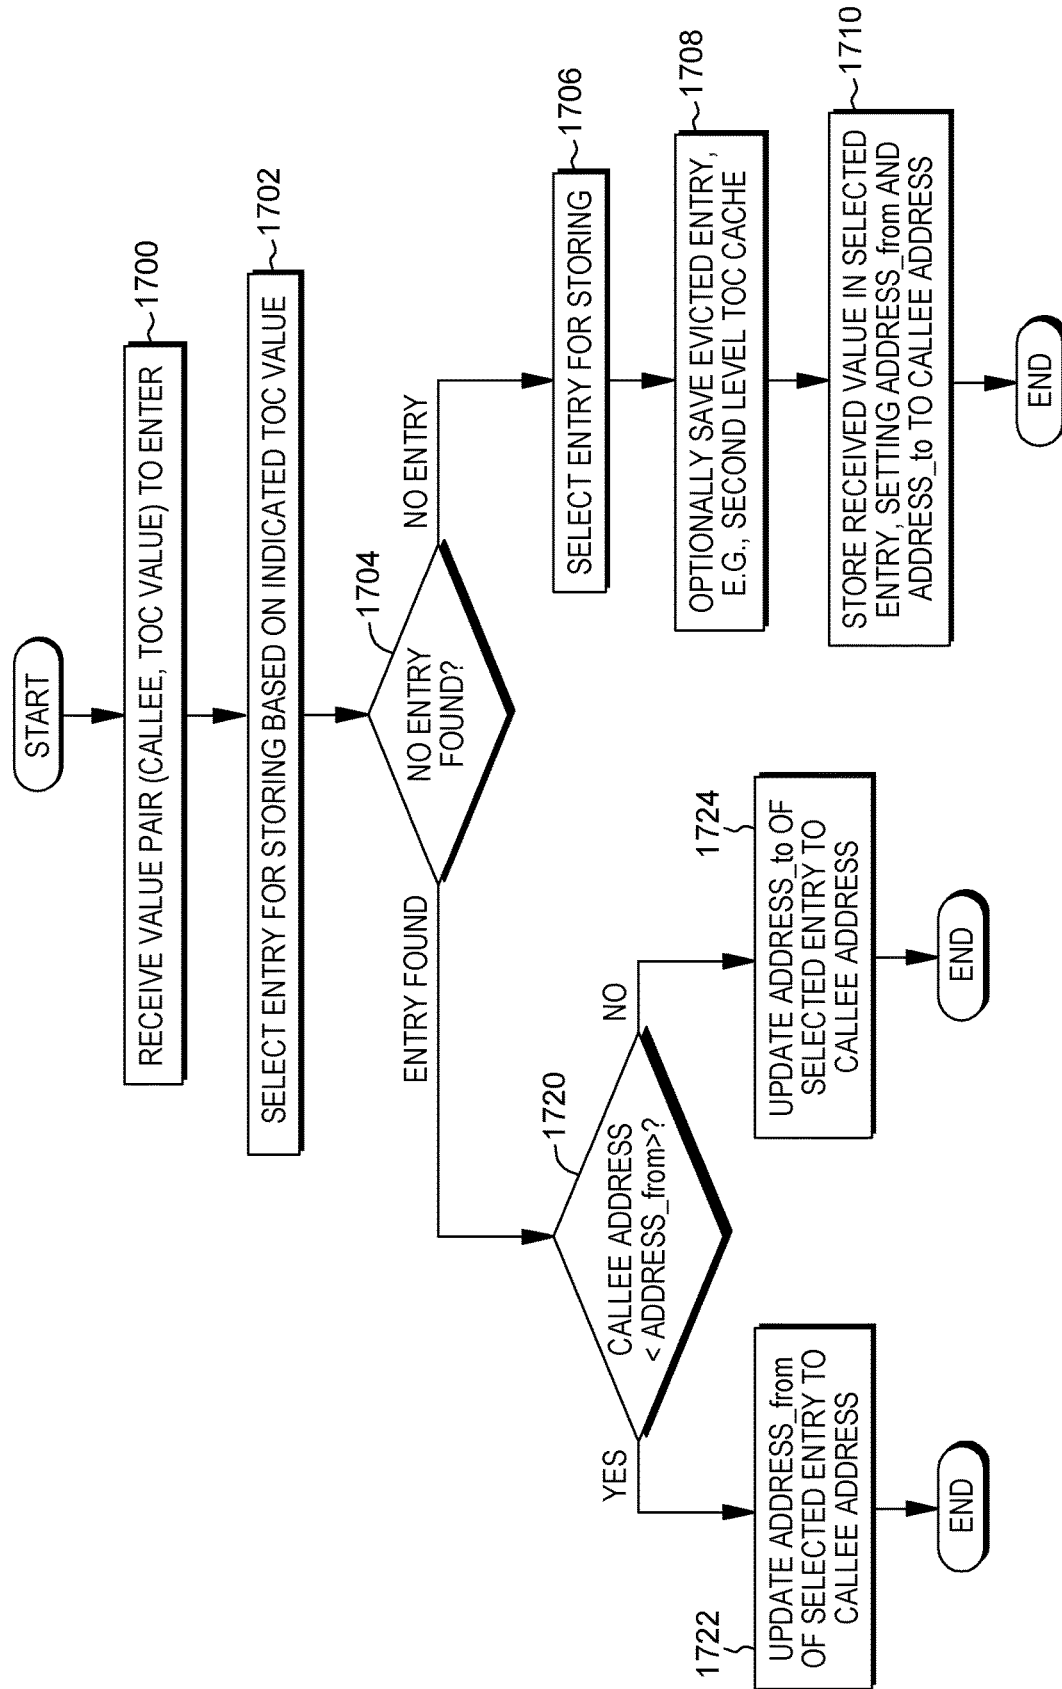 START
RECEIVE VALUE PAIR (CALLEE, TOC VALUE) TO ENTER
1700
SELECT ENTRY FOR STORING BASED ON INDICATED TOC VALUE
1702
NO ENTRY
FOUND?
1704
ENTRY FOUND
NO ENTRY
CALLEE ADDRESS
< ADDRESS_from>?
1720
YES
NO
UPDATE ADDRESS_from
OF SELECTED ENTRY TO
CALLEE ADDRESS
1722
END
UPDATE ADDRESS_to OF
SELECTED ENTRY TO
CALLEE ADDRESS
1724
END
SELECT ENTRY FOR STORING
1706
OPTIONALLY SAVE EVICTED ENTRY,
E.G., SECOND LEVEL TOC CACHE
1708
STORE RECEIVED VALUE IN SELECTED
ENTRY, SETTING ADDRESS_from AND
ADDRESS_to TO CALLEE ADDRESS
1710
END